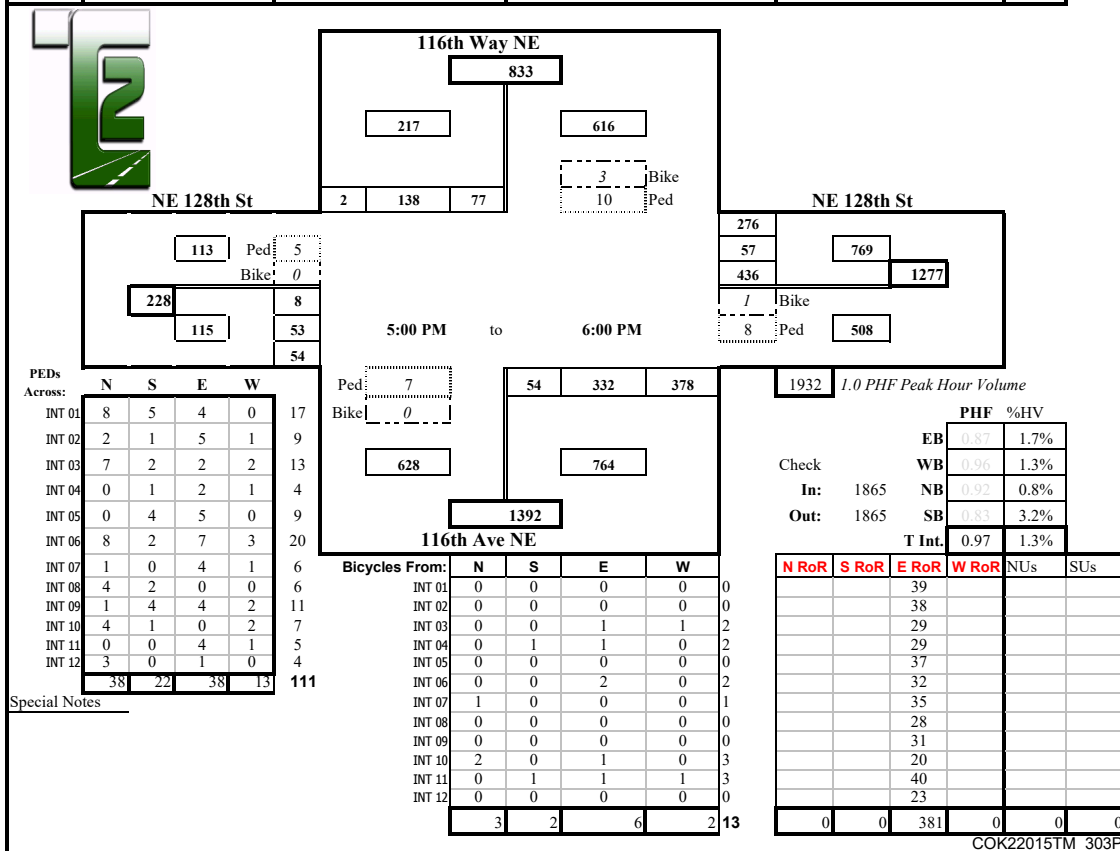 T2
116th Way NE
833
217 616
3 Bike
NE 128th St 2 138 77 10 Ped NE 128th St
276
113 Ped 5 57 769
Bike 0 436 1277
228 8 1 Bike
115 53 5:00 PM to 6:00 PM 8 Ped 508
54
PEDs Across: N S E W Ped 7 54 332 378 1932 1.0 PHF Peak Hour Volume
INT 01 8 5 4 0 17 Bike 0 PHF %HV
INT 02 2 1 5 1 9 EB 0.87 1.7%
INT 03 7 2 2 2 13 628 764 Check WB 0.96 1.3%
INT 04 0 1 2 1 4 In: 1865 NB 0.92 0.8%
INT 05 0 4 5 0 9 1392 Out: 1865 SB 0.83 3.2%
INT 06 8 2 7 3 20 116th Ave NE T Int. 0.97 1.3%
INT 07 1 0 4 1 6 Bicycles From: N S E W N RoR S RoR E RoR W RoR NUs SUs
INT 08 4 2 0 0 6 INT 01 0 0 0 0 0 39
INT 09 1 4 4 2 11 INT 02 0 0 0 0 0 38
INT 10 4 1 0 2 7 INT 03 0 0 1 1 2 29
INT 11 0 0 4 1 5 INT 04 0 1 1 0 2 29
INT 12 3 0 1 0 4 INT 05 0 0 0 0 0 37
38 22 38 13 111 INT 06 0 0 2 0 2 32
Special Notes INT 07 1 0 0 0 1 35
INT 08 0 0 0 0 0 28
INT 09 0 0 0 0 0 31
INT 10 2 0 1 0 3 20
INT 11 0 1 1 1 3 40
INT 12 0 0 0 0 0 23
3 2 6 2 13 0 0 381 0 0 0
COK22015TM_303P